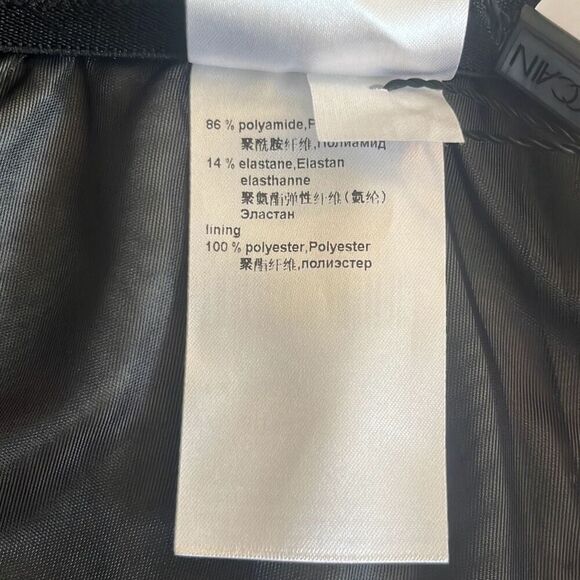 86 % polyamide,P
聚酰胺纤维,Полиамид
14 % elastane,Elastan
elasthanne
聚氨酯弹性纤维(氨纶)
Эластан
lining
100 % polyester,Polyester
聚酯纤维,полиэстер
CAIN